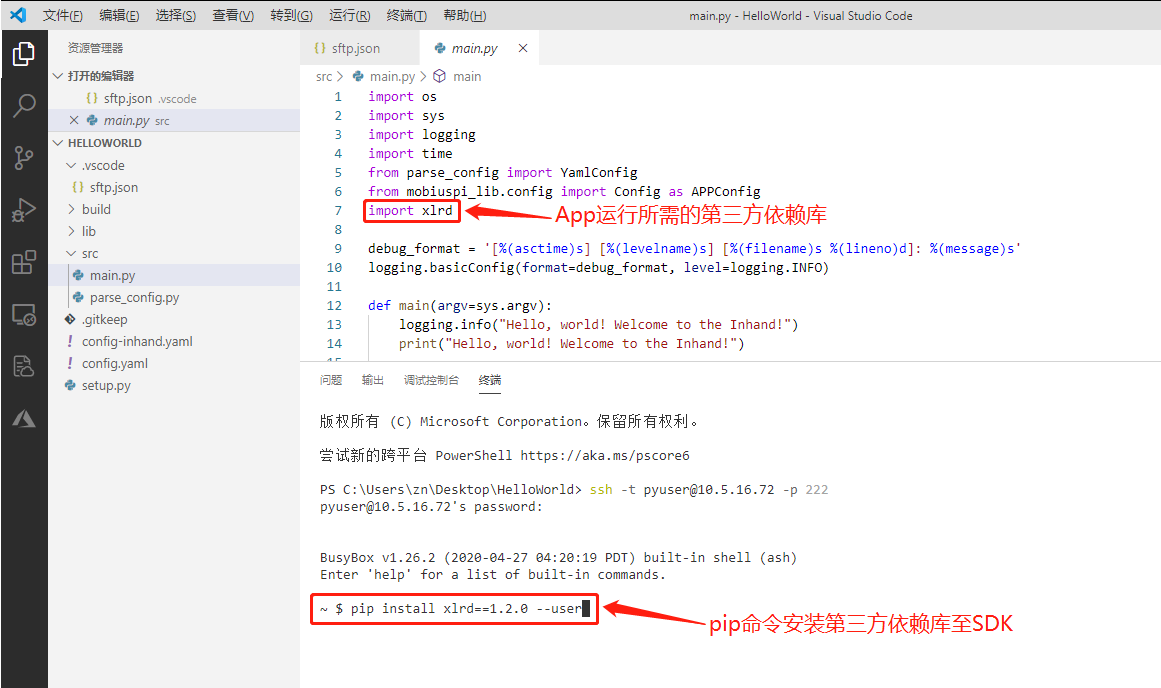 文件(F) 编辑(E) 选择(S) 查看(V) 转到(G) 运行(R) 终端(T) 帮助(H) main.py - HelloWorld - Visual Studio Code
资源管理器
打开的编辑器
{} sftp.json .vscode
main.py src
HELLOWORLD
.vscode
{} sftp.json
build
lib
src
main.py
parse_config.py
.gitkeep
! config-inhand.yaml
! config.yaml
setup.py
{} sftp.json main.py
src > main.py > main
1 import os
2 import sys
3 import logging
4 import time
5 from parse_config import YamlConfig
6 from mobiuspi_lib.config import Config as APPConfig
7 import xlrd
App运行所需的第三方依赖库
8
9 debug_format = '[%(asctime)s] [%(levelname)s] [%(filename)s %(lineno)d]: %(message)s'
10 logging.basicConfig(format=debug_format, level=logging.INFO)
11
12 def main(argv=sys.argv):
13 logging.info("Hello, world! Welcome to the Inhand!")
14 print("Hello, world! Welcome to the Inhand!")
问题 输出 调试控制台 终端
版权所有 (C) Microsoft Corporation。保留所有权利。
尝试新的跨平台 PowerShell https://aka.ms/pscore6
PS C:\Users\zn\Desktop\HelloWorld> ssh -t pyuser@10.5.16.72 -p 222
pyuser@10.5.16.72's password:
BusyBox v1.26.2 (2020-04-27 04:20:19 PDT) built-in shell (ash)
Enter 'help' for a list of built-in commands.
~ $ pip install xlrd==1.2.0 --user
pip命令安装第三方依赖库至SDK